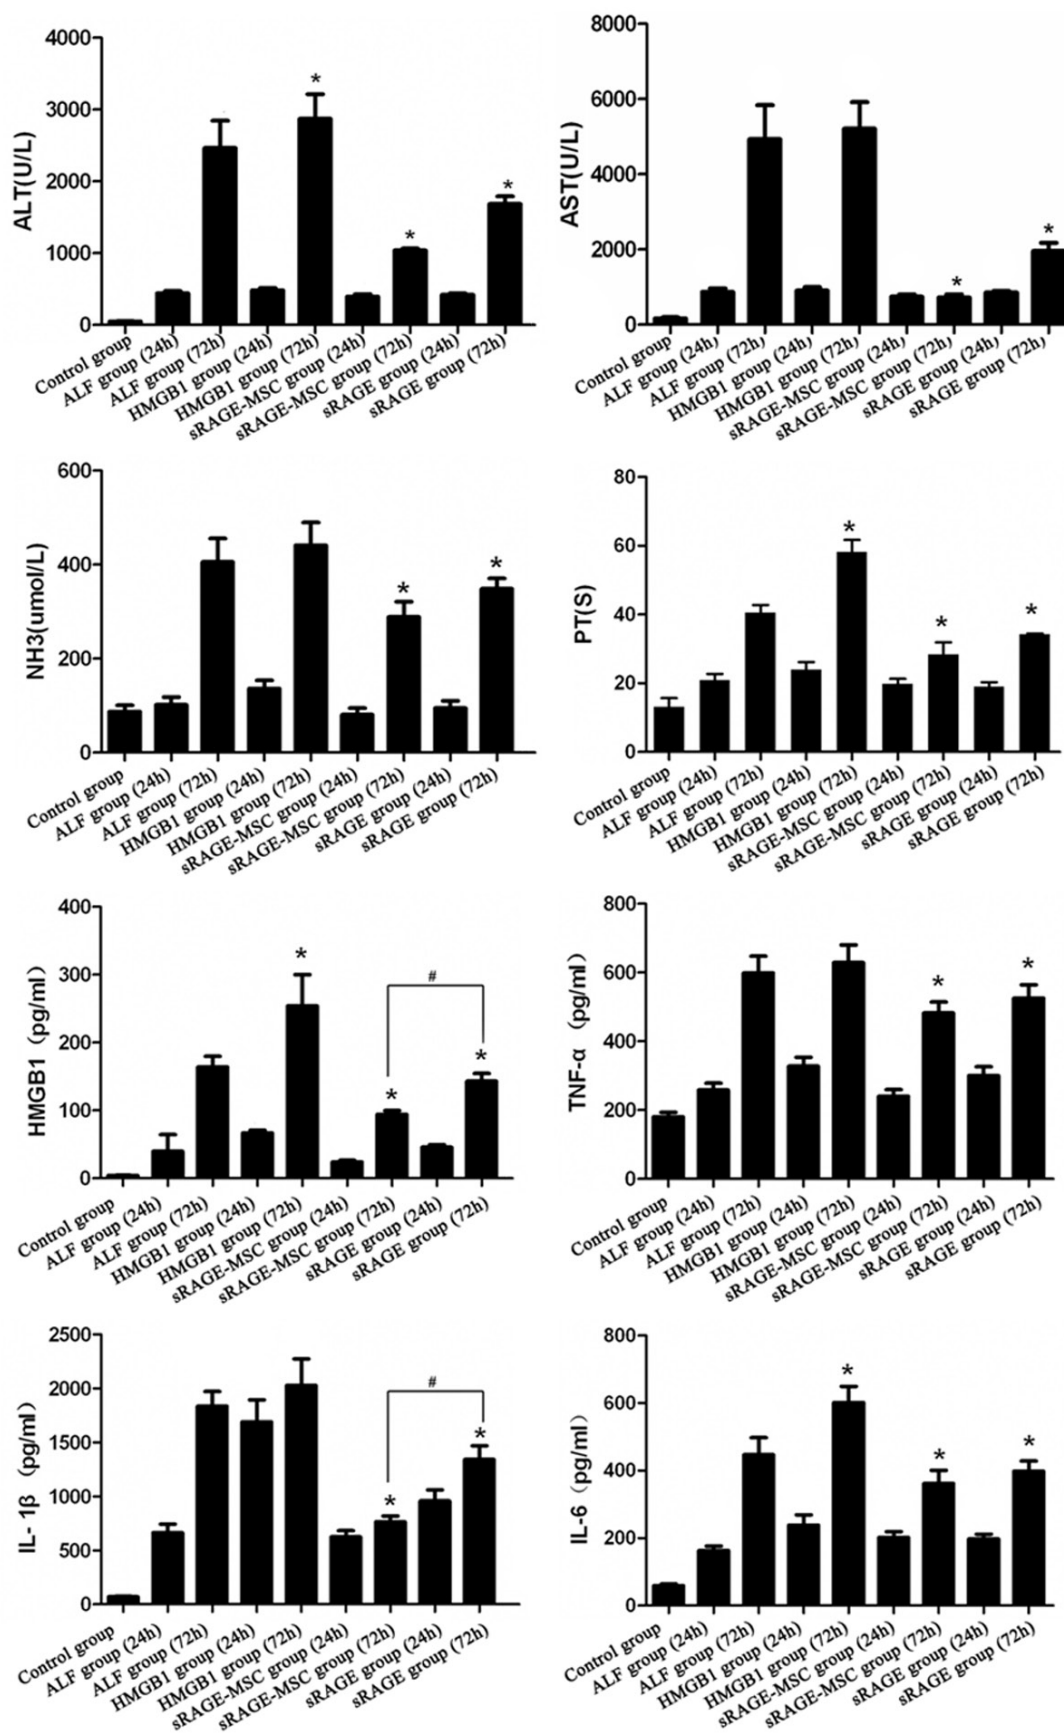 ALT(U/L)
4000
3000
2000
1000
0
*
*
*
Control group
ALF group (24h)
ALF group (72h)
HMGB1 group (24h)
HMGB1 group (72h)
sRAGE-MSC group (24h)
sRAGE-MSC group (72h)
sRAGE group (24h)
sRAGE group (72h)
AST(U/L)
8000
6000
4000
2000
0
*
*
Control group
ALF group (24h)
ALF group (72h)
HMGB1 group (24h)
HMGB1 group (72h)
sRAGE-MSC group (24h)
sRAGE-MSC group (72h)
sRAGE group (24h)
sRAGE group (72h)
NH3(umol/L)
600
400
200
0
*
*
Control group
ALF group (24h)
ALF group (72h)
HMGB1 group (24h)
HMGB1 group (72h)
sRAGE-MSC group (24h)
sRAGE-MSC group (72h)
sRAGE group (24h)
sRAGE group (72h)
PT(S)
80
60
40
20
0
*
*
*
Control group
ALF group (24h)
ALF group (72h)
HMGB1 group (24h)
HMGB1 group (72h)
sRAGE-MSC group (24h)
sRAGE-MSC group (72h)
sRAGE group (24h)
sRAGE group (72h)
HMGB1 (pg/ml)
400
300
200
100
0
*
#
*
*
Control group
ALF group (24h)
ALF group (72h)
HMGB1 group (24h)
HMGB1 group (72h)
sRAGE-MSC group (24h)
sRAGE-MSC group (72h)
sRAGE group (24h)
sRAGE group (72h)
TNF-α (pg/ml)
800
600
400
200
0
*
*
Control group
ALF group (24h)
ALF group (72h)
HMGB1 group (24h)
HMGB1 group (72h)
sRAGE-MSC group (24h)
sRAGE-MSC group (72h)
sRAGE group (24h)
sRAGE group (72h)
IL- 1β (pg/ml)
2500
2000
1500
1000
500
0
#
*
*
Control group
ALF group (24h)
ALF group (72h)
HMGB1 group (24h)
HMGB1 group (72h)
sRAGE-MSC group (24h)
sRAGE-MSC group (72h)
sRAGE group (24h)
sRAGE group (72h)
IL-6 (pg/ml)
800
600
400
200
0
*
*
*
Control group
ALF group (24h)
ALF group (72h)
HMGB1 group (24h)
HMGB1 group (72h)
sRAGE-MSC group (24h)
sRAGE-MSC group (72h)
sRAGE group (24h)
sRAGE group (72h)